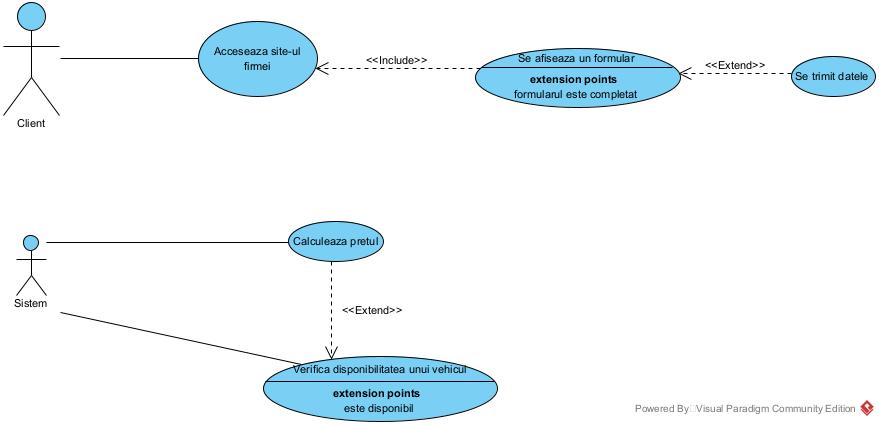 Client
Acceseaza site-ul
firmei
<<Include>>
Se afiseaza un formular
extension points
formularul este completat
<<Extend>>
Se trimit datele
Sistem
Calculeaza pretul
<<Extend>>
Verifica disponibilitatea unui vehicul
extension points
este disponibil
Powered By Visual Paradigm Community Edition